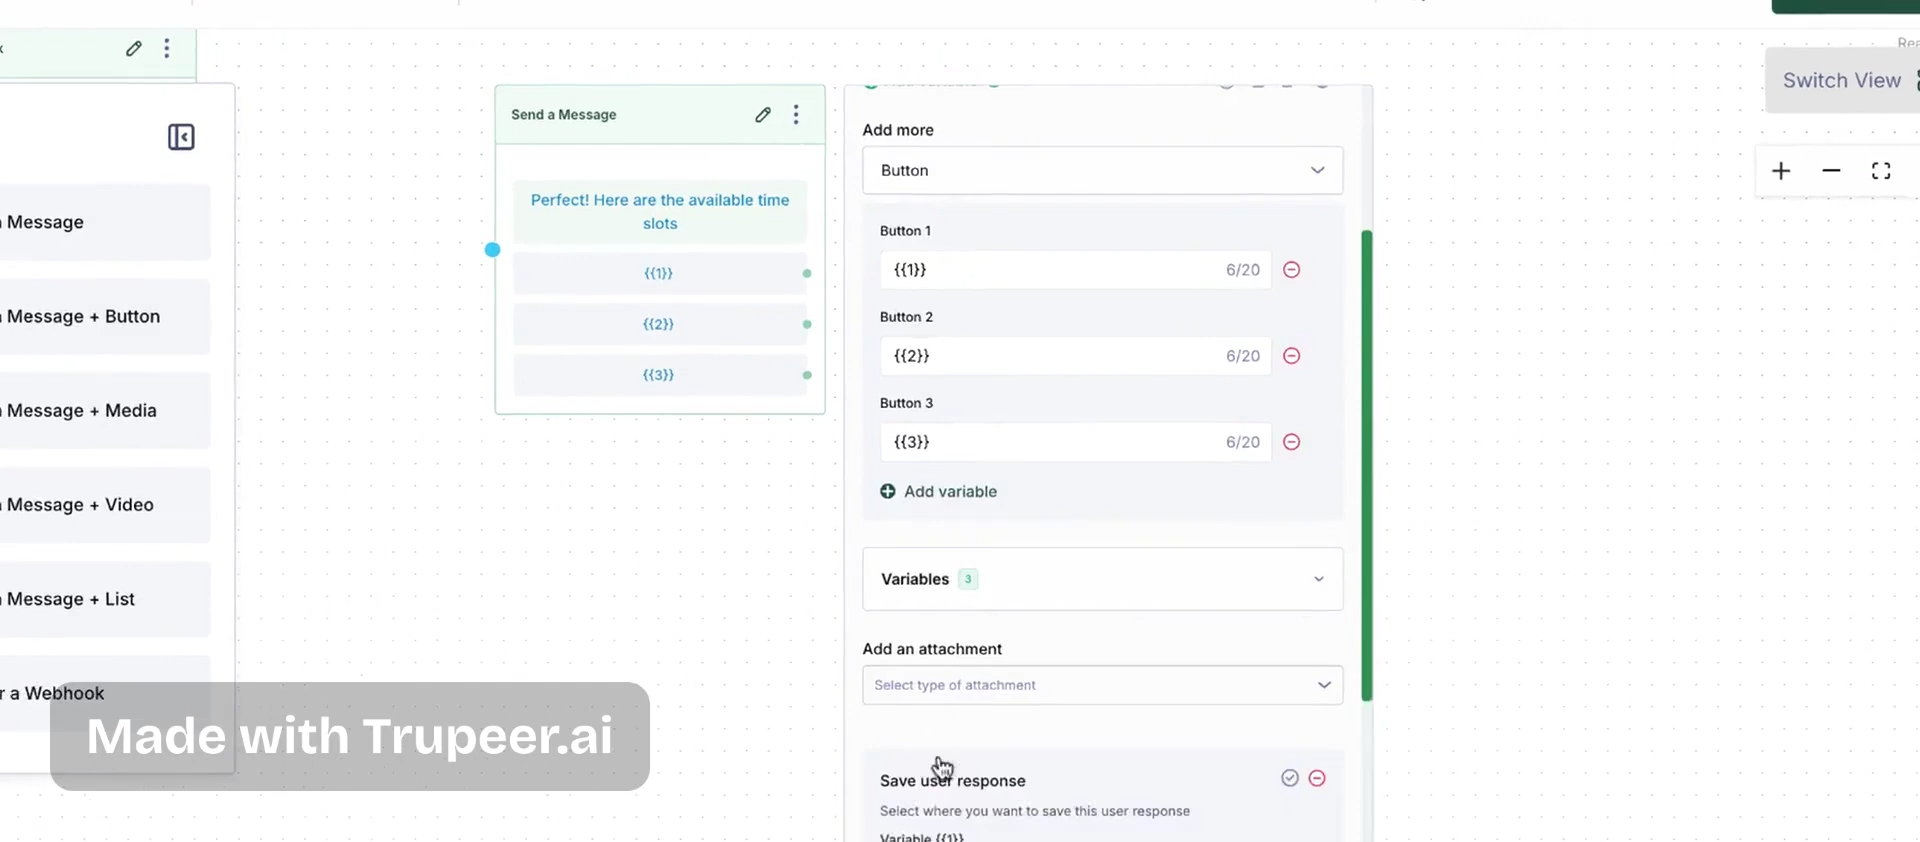 Switch View
Send a Message
Perfect! Here are the available time
slots
{{1}}
{{2}}
{{3}}
Message
Message + Button
Message + Media
Message + Video
Message + List
r a Webhook
Made with Trupeer.ai
Add more
Button
Button 1
{{1}} 6/20
Button 2
{{2}} 6/20
Button 3
{{3}} 6/20
Add variable
Variables 3
Add an attachment
Select type of attachment
Save user response
Select where you want to save this user response
Variable {{1}}